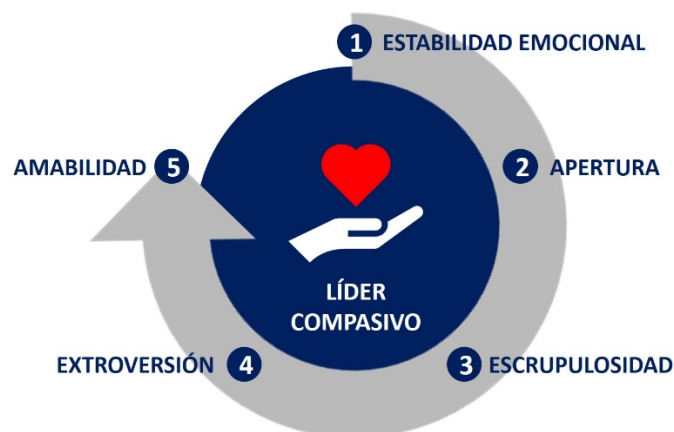 1 ESTABILIDAD EMOCIONAL
2 APERTURA
3 ESCRUPULOSIDAD
4 EXTROVERSIÓN
5 AMABILIDAD
LÍDER
COMPASIVO